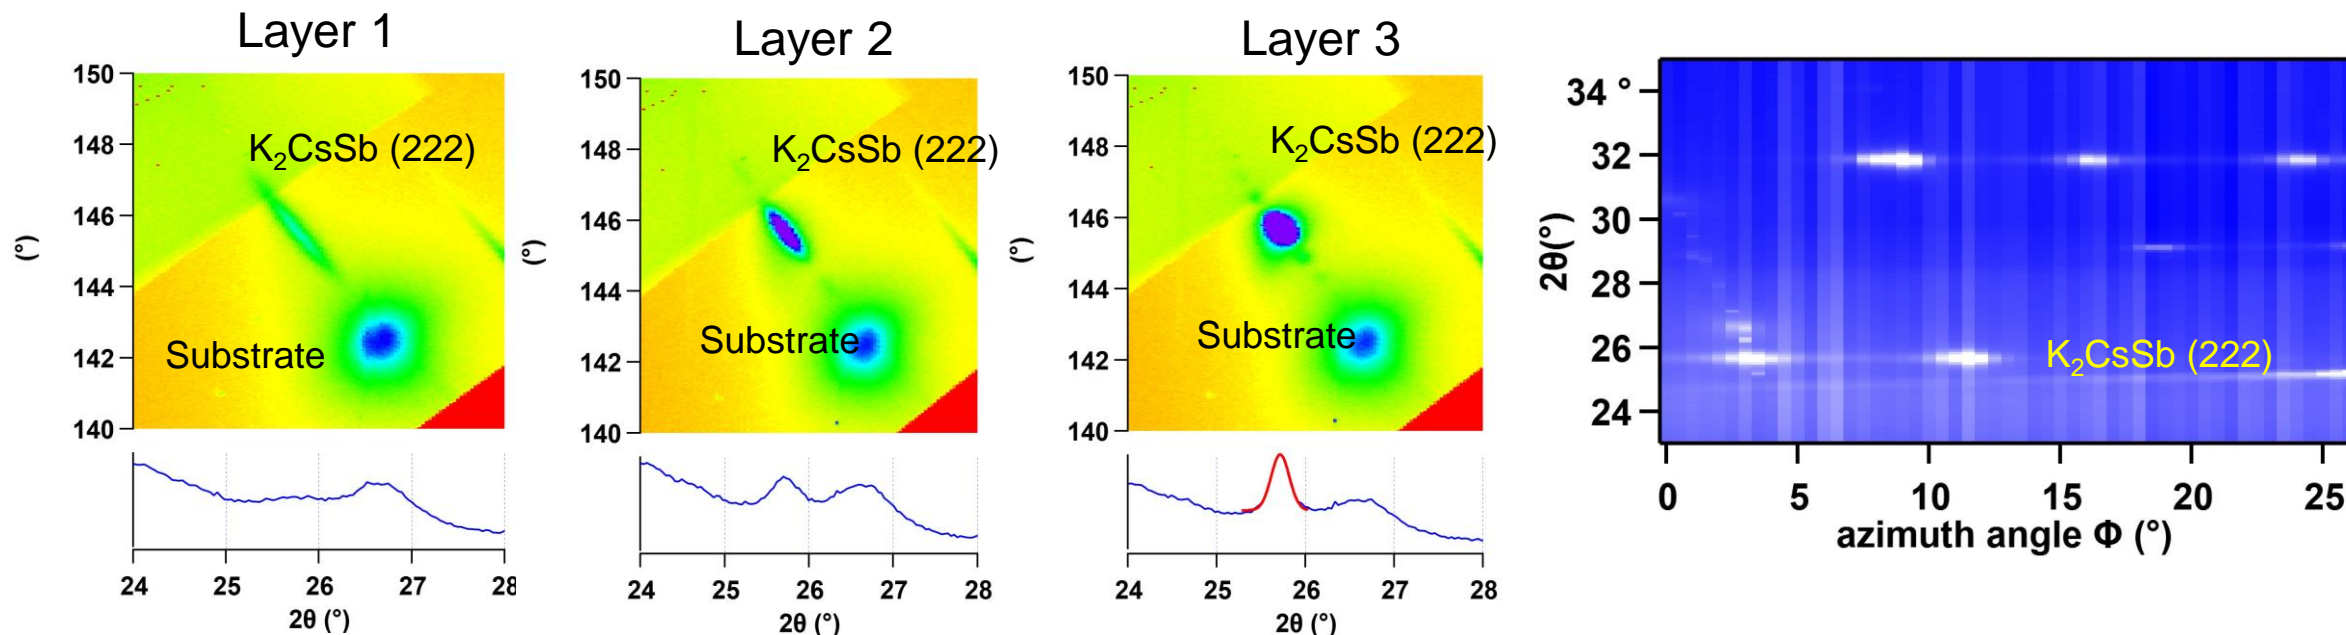 Layer 1
150
148
146
144
142
140
(°)
K₂CsSb (222)
Substrate
24 25 26 27 28
2θ (°)
Layer 2
150
148
146
144
142
140
(°)
K₂CsSb (222)
Substrate
24 25 26 27 28
2θ (°)
Layer 3
150
148
146
144
142
140
(°)
K₂CsSb (222)
Substrate
24 25 26 27 28
2θ (°)
34 °
32
30
28
26
24
2θ(°)
K₂CsSb (222)
0 5 10 15 20 25
azimuth angle Φ (°)